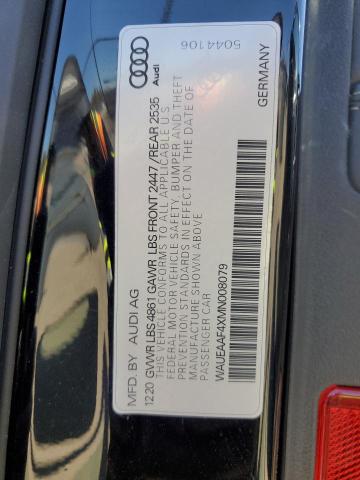 MFD. BY AUDI AG
12.20 GVWR LBS 4861 GAWR LBS FRONT 2447/REAR 2535
THIS VEHICLE CONFORMS TO ALL APPLICABLE U.S.
FEDERAL MOTOR VEHICLE SAFETY, BUMPER AND THEFT
PREVENTION STANDARDS IN EFFECT ON THE DATE OF
MANUFACTURE SHOWN ABOVE
PASSENGER CAR
WAUEAAF4XMN008079
GERMANY
Audi
5044106